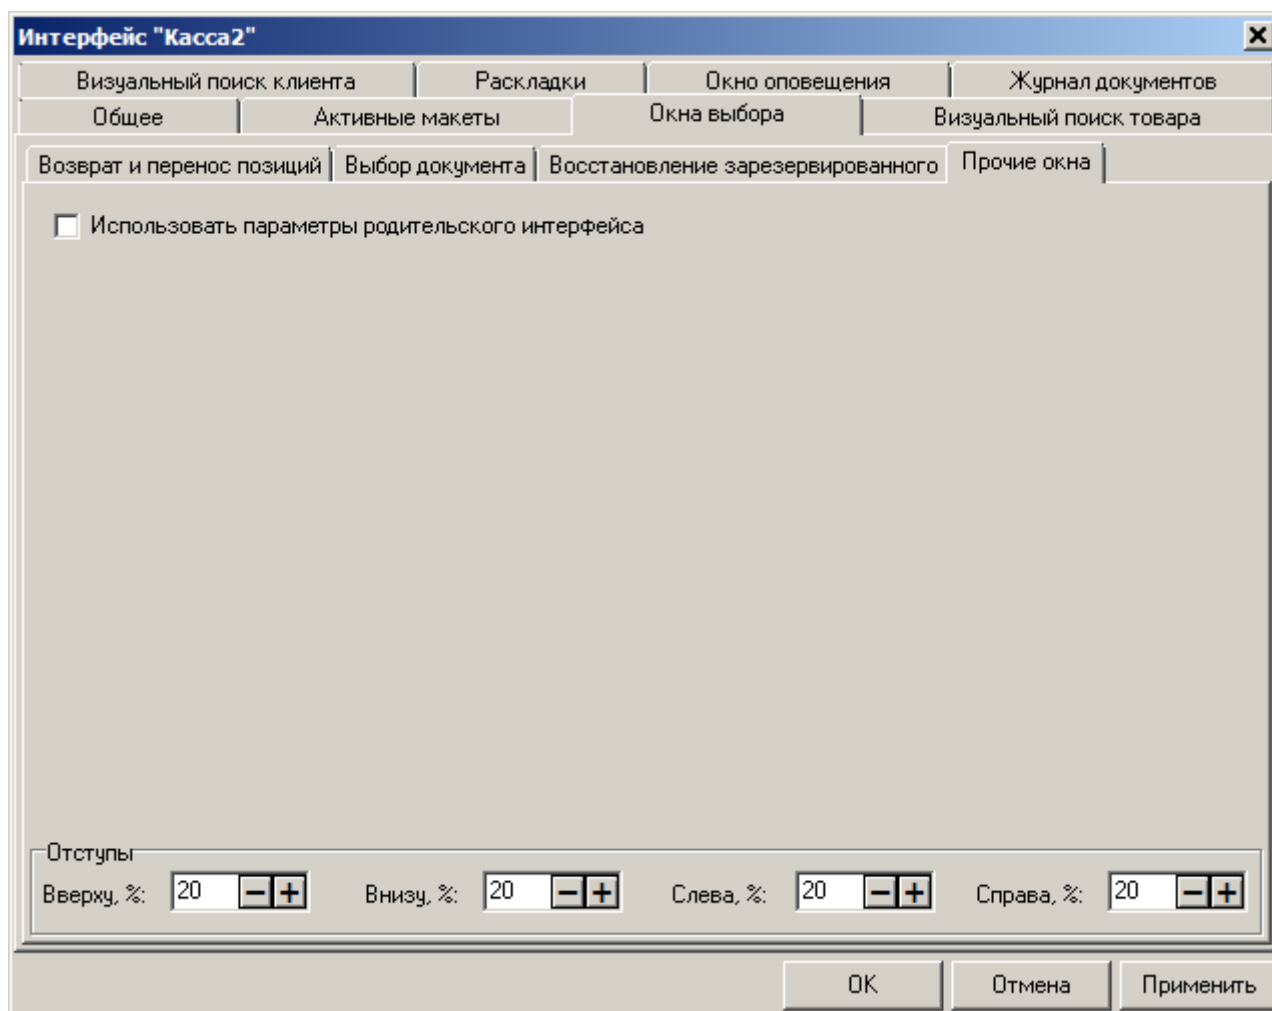 Интерфейс "Касса2"
Визуальный поиск клиента Раскладки Окно оповещения Журнал документов
Общее Активные макеты Окна выбора Визуальный поиск товара
Возврат и перенос позиций Выбор документа Восстановление зарезервированного Прочие окна
Использовать параметры родительского интерфейса
Отступы
Вверху, %: 20 Внизу, %: 20 Слева, %: 20 Справа, %: 20
OK Отмена Применить